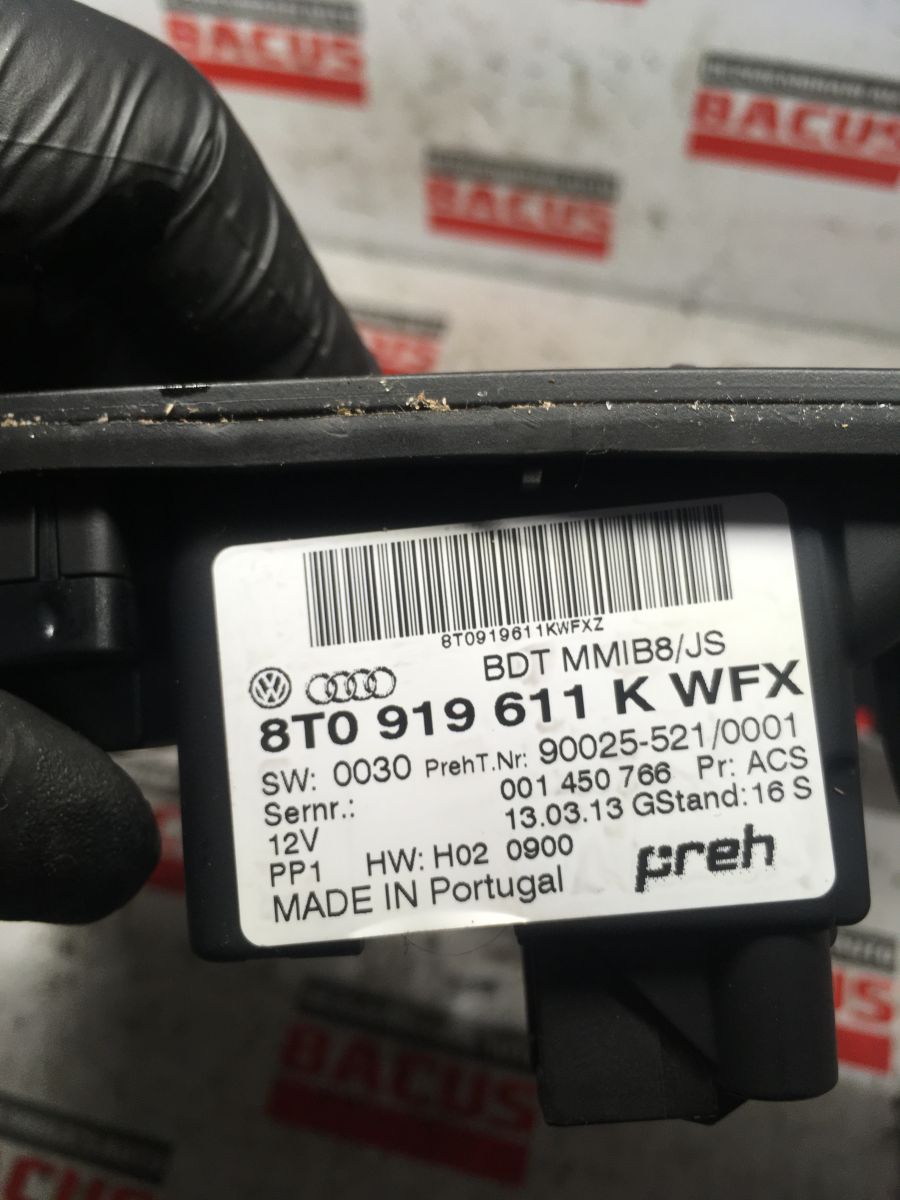 BACUS
BACUS
BACUS
8T0919611KWFXZ
BDT MMIB8/JS
8T0 919 611 K WFX
SW: 0030 PrehT.Nr: 90025-521/0001
Sernr.: 001 450 766 Pr: ACS
12V 13.03.13 GStand: 16 S
PP1 HW: H02 0900
MADE IN Portugal preh
BACUS